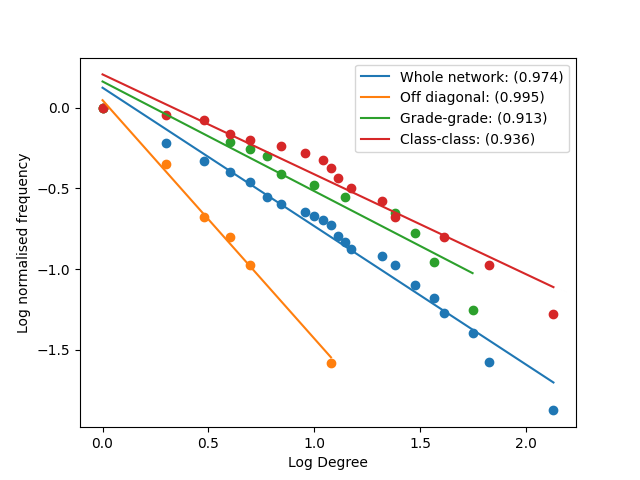 Whole network: (0.974)
Off diagonal: (0.995)
Grade-grade: (0.913)
Class-class: (0.936)
0.0
−0.5
−1.0
−1.5
Log normalised frequency
0.0 0.5 1.0 1.5 2.0
Log Degree